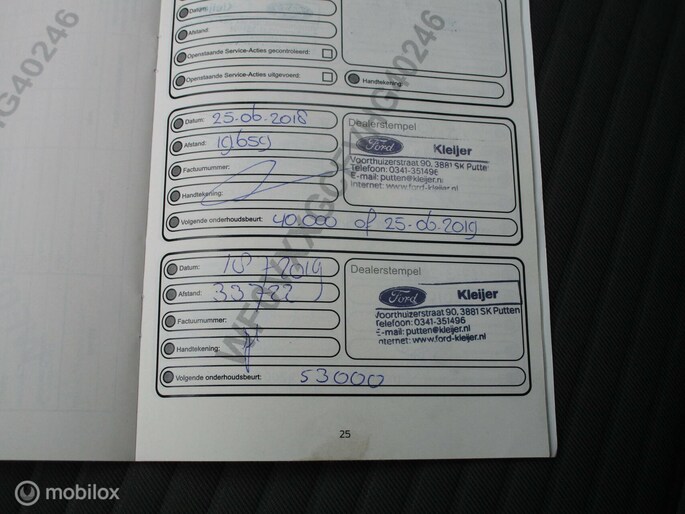 Datum:
Afstand:
Openstaande Service-Acties gecontroleerd:
Openstaande Service-Acties uitgevoerd:
Handtekening
Datum: 25-06-2018
Dealerstempel
Afstand: 19659
Ford Kleijer
Voorthuizerstraat 90, 3881 SK Putten
Telefoon: 0341-351496
E-mail: putten@kleijer.nl
Internet: www.ford-kleijer.nl
Factuurnummer:
Handtekening:
Volgende onderhoudsbeurt: 40.000 of 25-06-2019
Datum: 2019
Dealerstempel
Afstand: 33722
Ford Kleijer
Voorthuizerstraat 90, 3881 SK Putten
Telefoon: 0341-351496
E-mail: putten@kleijer.nl
Internet: www.ford-kleijer.nl
Factuurnummer:
Handtekening:
Volgende onderhoudsbeurt: 53000
25
mobilox